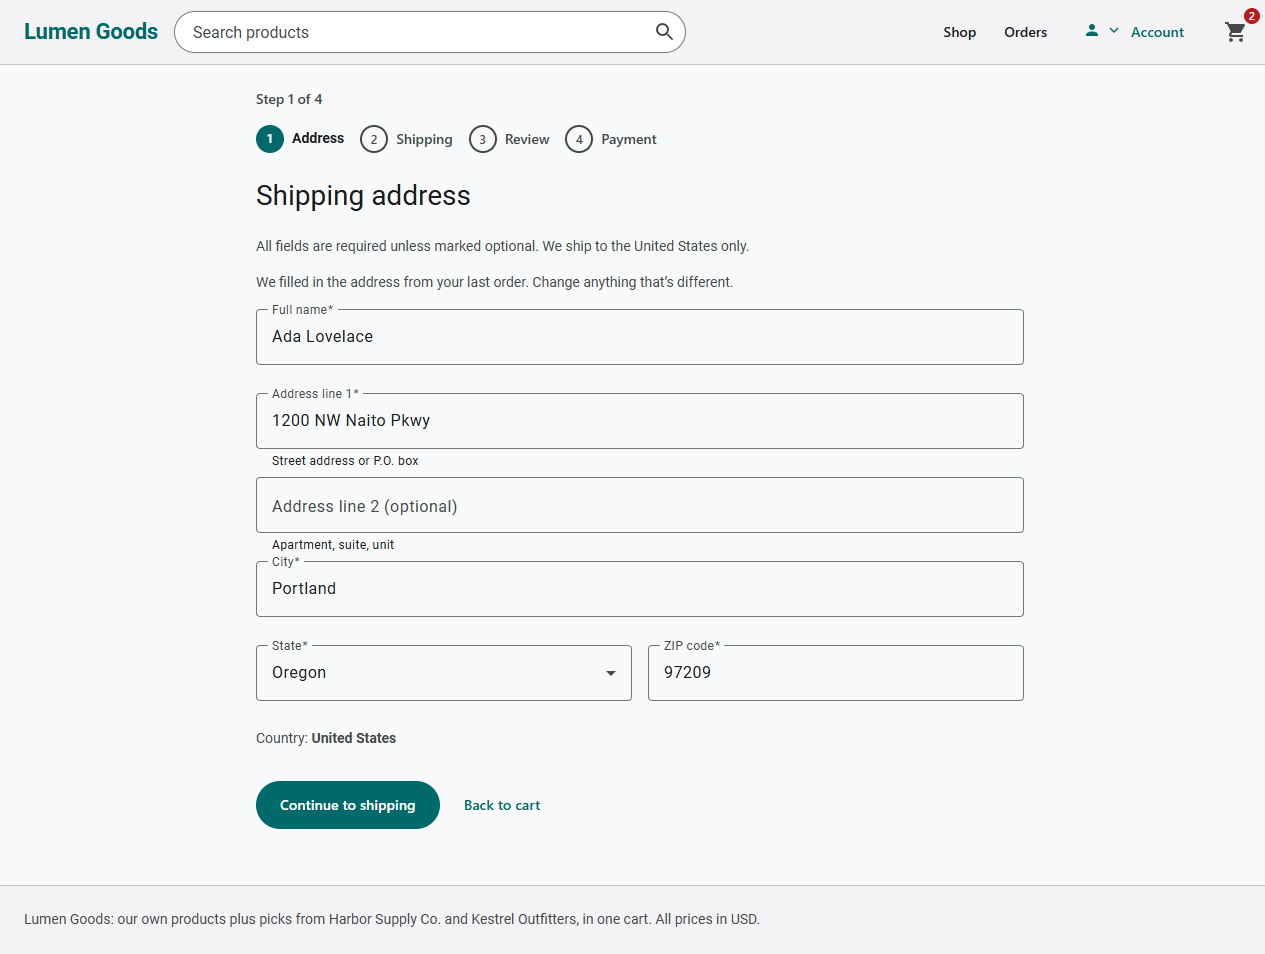 Lumen Goods
Search products
Shop
Orders
Account
2
Step 1 of 4
1 Address 2 Shipping 3 Review 4 Payment
Shipping address
All fields are required unless marked optional. We ship to the United States only.
We filled in the address from your last order. Change anything that’s different.
Full name*
Ada Lovelace
Address line 1*
1200 NW Naito Pkwy
Street address or P.O. box
Address line 2 (optional)
Apartment, suite, unit
City*
Portland
State*
Oregon
ZIP code*
97209
Country: United States
Continue to shipping
Back to cart
Lumen Goods: our own products plus picks from Harbor Supply Co. and Kestrel Outfitters, in one cart. All prices in USD.